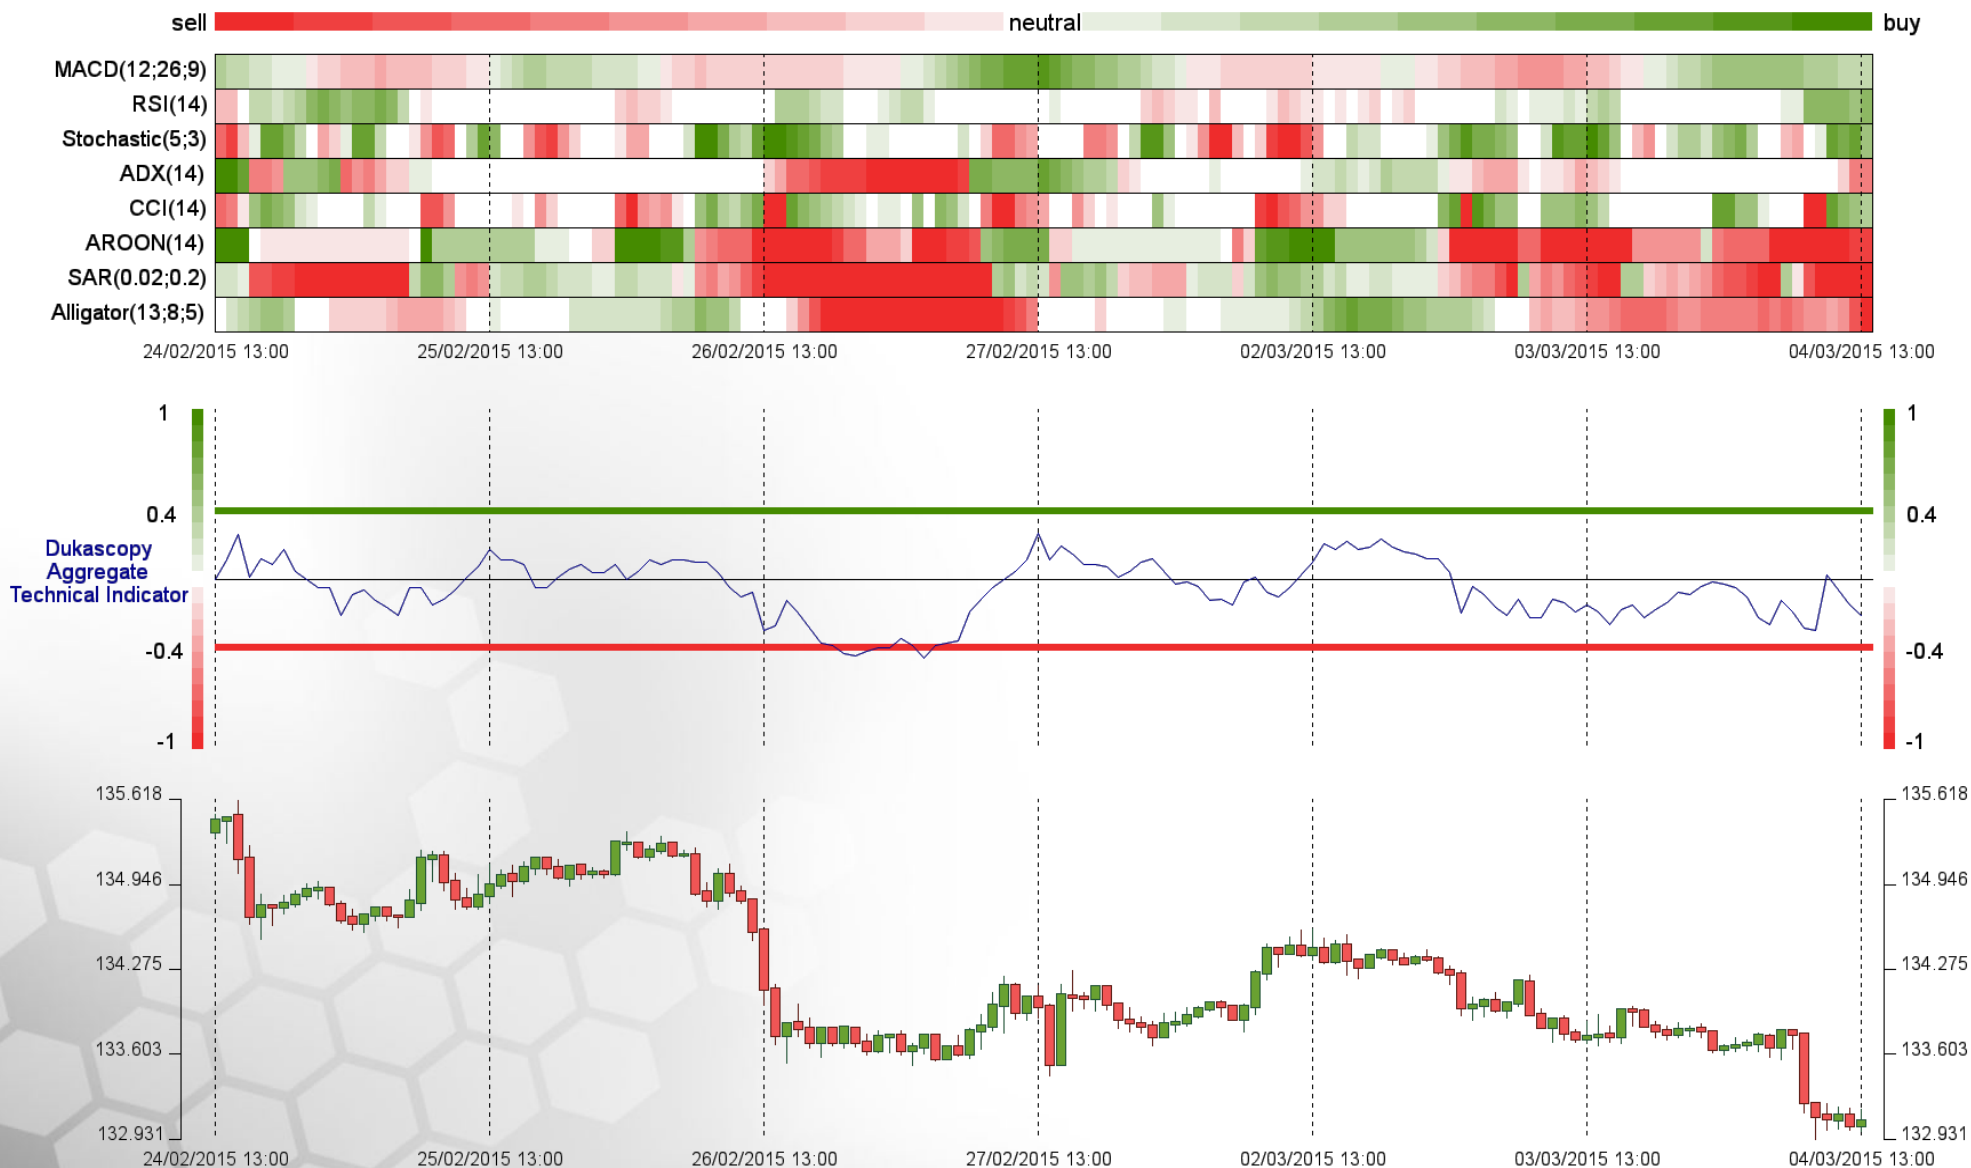 sell neutral buy
MACD(12;26;9)
RSI(14)
Stochastic(5;3)
ADX(14)
CCI(14)
AROON(14)
SAR(0.02;0.2)
Alligator(13;8;5)
24/02/2015 13:00 25/02/2015 13:00 26/02/2015 13:00 27/02/2015 13:00 02/03/2015 13:00 03/03/2015 13:00 04/03/2015 13:00
1 1
0.4 0.4
Dukascopy
Aggregate
Technical Indicator
-0.4 -0.4
-1 -1
135.618 135.618
134.946 134.946
134.275 134.275
133.603 133.603
132.931 132.931
24/02/2015 13:00 25/02/2015 13:00 26/02/2015 13:00 27/02/2015 13:00 02/03/2015 13:00 03/03/2015 13:00 04/03/2015 13:00